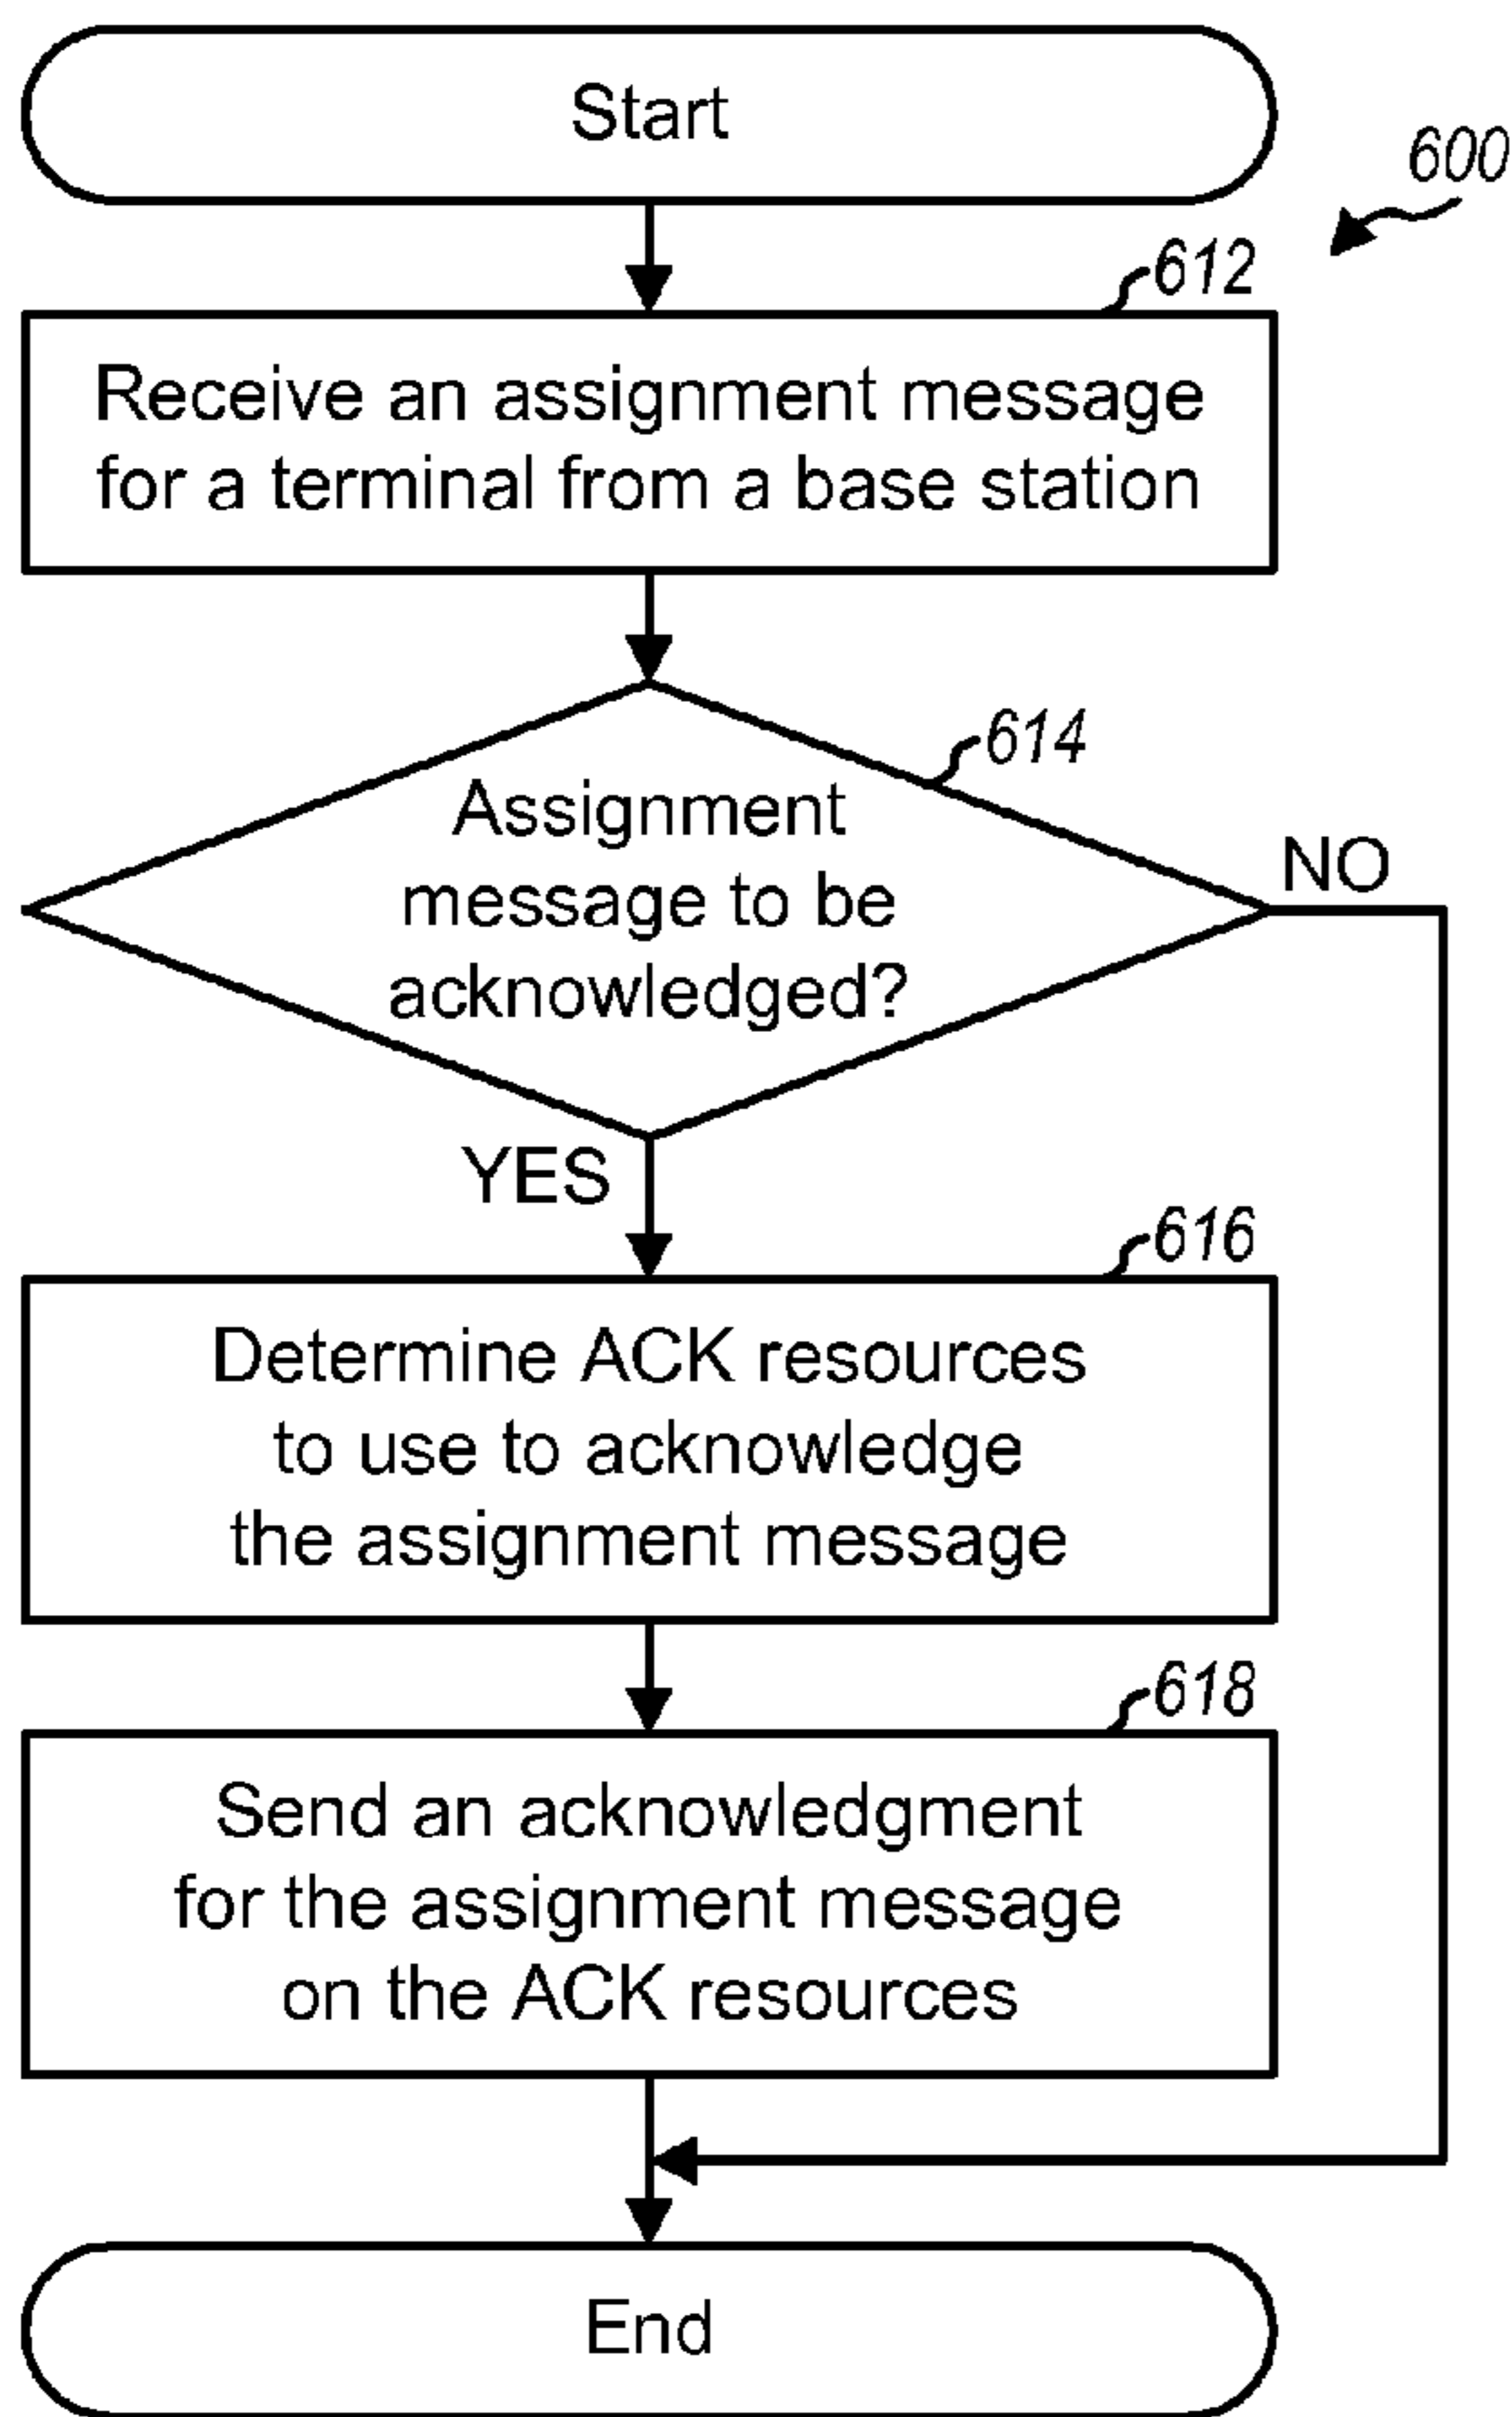 Start
600
612
Receive an assignment message
for a terminal from a base station
614
Assignment
message to be
acknowledged?
NO
YES
616
Determine ACK resources
to use to acknowledge
the assignment message
618
Send an acknowledgment
for the assignment message
on the ACK resources
End